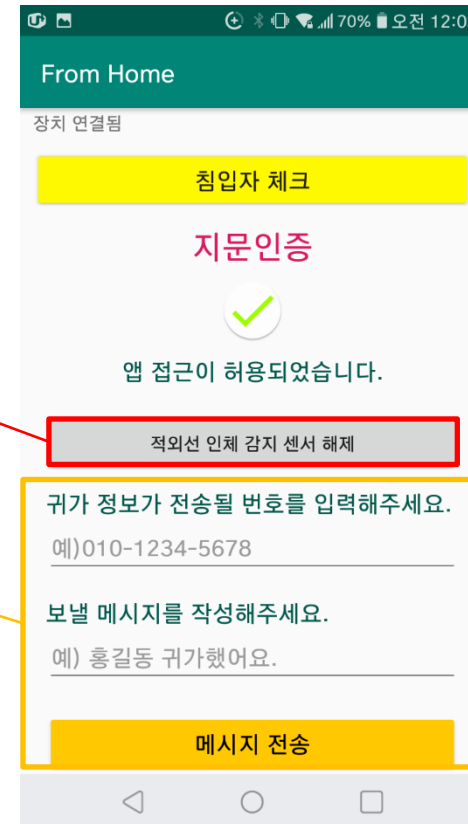 70% 오전 12:0
From Home
장치 연결됨
침입자 체크
지문인증
앱 접근이 허용되었습니다.
적외선 인체 감지 센서 해제
귀가 정보가 전송될 번호를 입력해주세요.
예)010-1234-5678
보낼 메시지를 작성해주세요.
예) 홍길동 귀가했어요.
메시지 전송